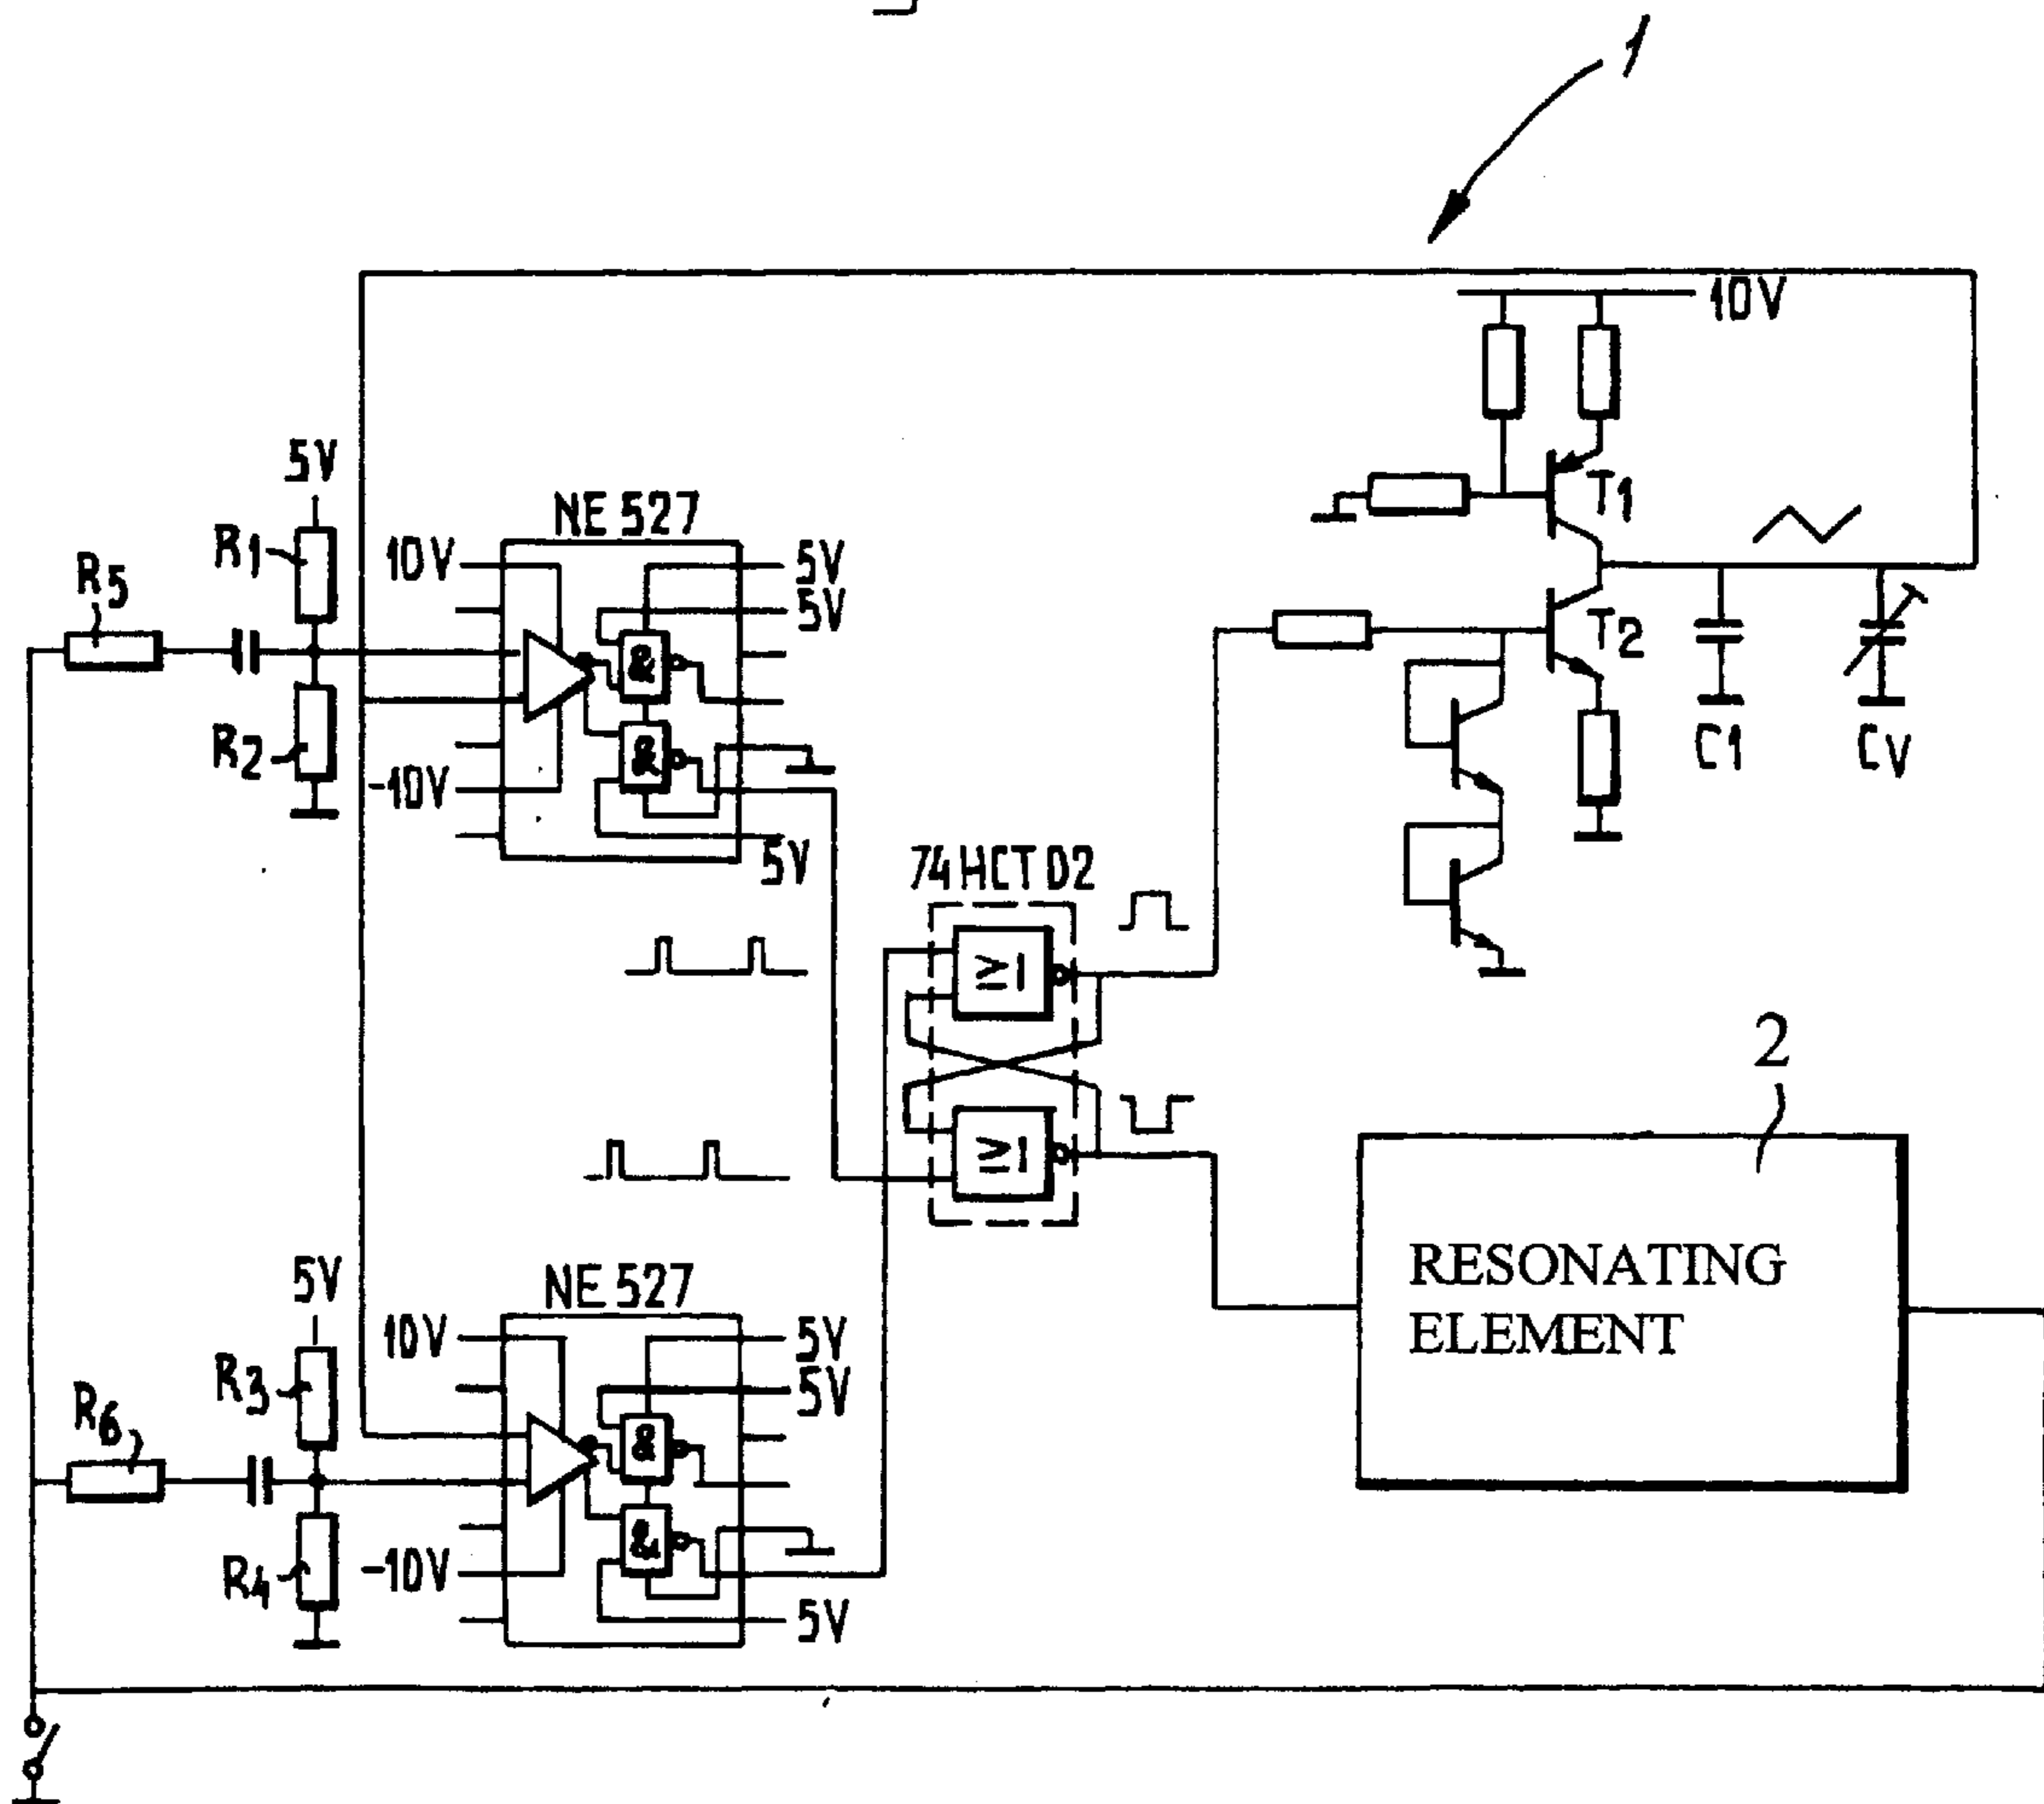 1
10V
5V
NE 527
T1
R1
10V
5V
R5
5V
T2
&
R2
&
C1
CV
-10V
5V
74 HCT D2
≥1
2
≥1
RESONATING
ELEMENT
5V
NE 527
10V
5V
R3
5V
R6
&
&
R4
-10V
5V